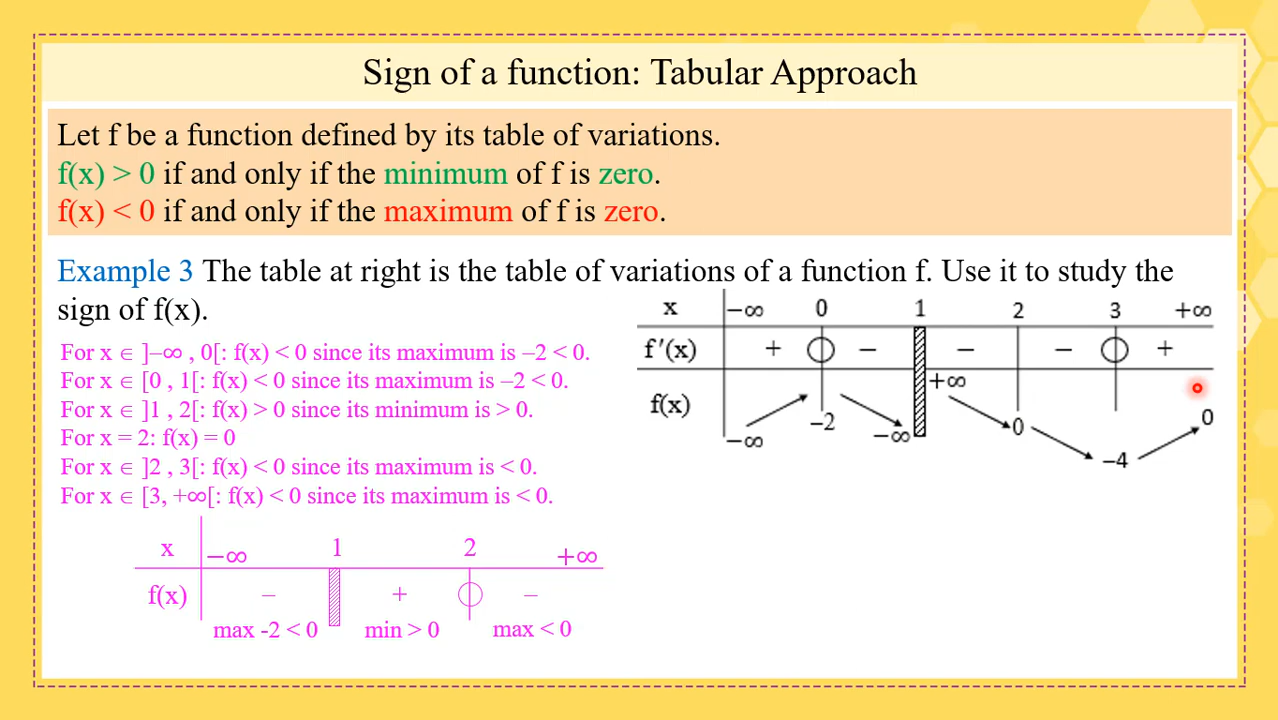 Sign of a function: Tabular Approach
Let f be a function defined by its table of variations.
f(x) > 0 if and only if the minimum of f is zero.
f(x) < 0 if and only if the maximum of f is zero.
Example 3 The table at right is the table of variations of a function f. Use it to study the
sign of f(x).
For x ∈ ]–∞ , 0[: f(x) < 0 since its maximum is –2 < 0.
For x ∈ [0 , 1[: f(x) < 0 since its maximum is –2 < 0.
For x ∈ ]1 , 2[: f(x) > 0 since its minimum is > 0.
For x = 2: f(x) = 0
For x ∈ ]2 , 3[: f(x) < 0 since its maximum is < 0.
For x ∈ [3, +∞[: f(x) < 0 since its maximum is < 0.
x –∞ 0 1 2 3 +∞
f'(x) + – – – +
f(x) –∞ –2 –∞ +∞ 0 –4 0
x –∞ 1 2 +∞
f(x) – + –
max -2 < 0 min > 0 max < 0